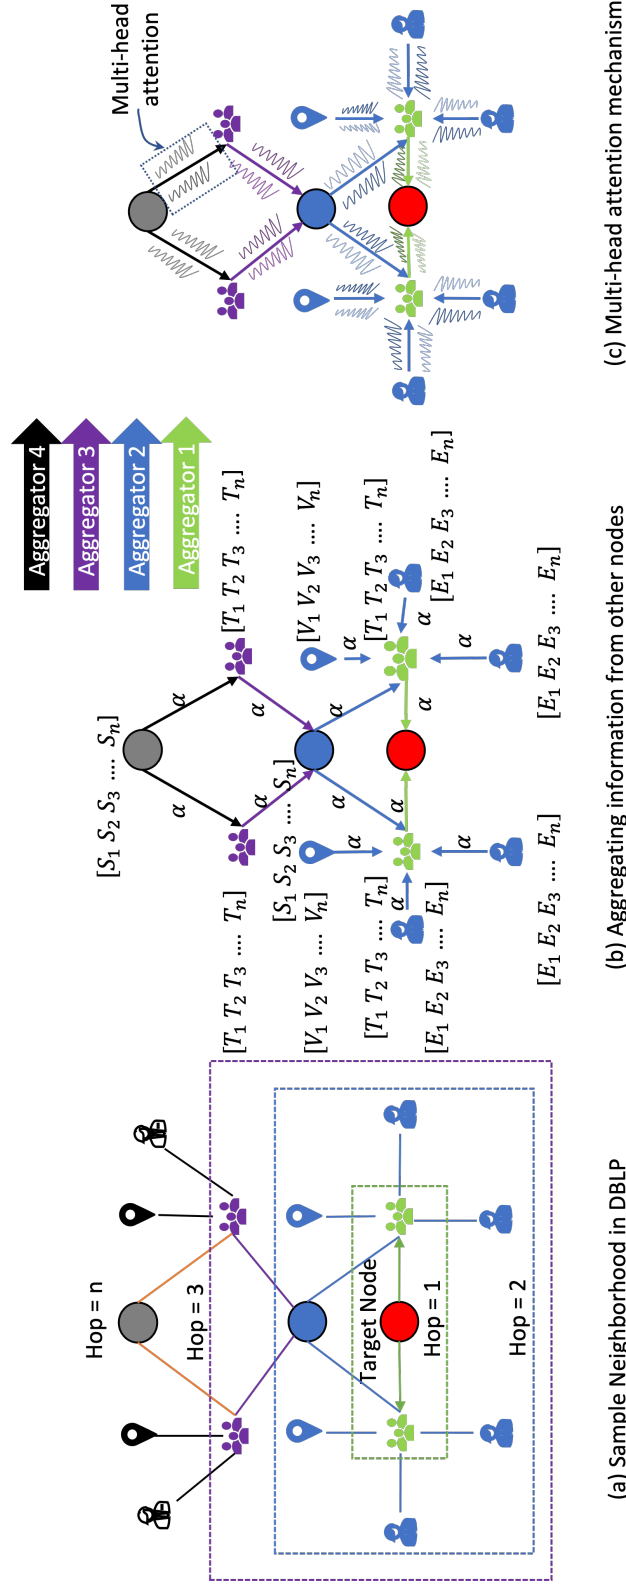 Hop = n
Hop = 3
Target Node
Hop = 1
Hop = 2
(a) Sample Neighborhood in DBLP
Aggregator 4
Aggregator 3
Aggregator 2
Aggregator 1
[S₁ S₂ S₃ .... Sₙ]
α
α
[T₁ T₂ T₃ .... Tₙ]
[T₁ T₂ T₃ .... Tₙ]
α
α
[S₁ S₂ S₃ .... Sₙ]
[V₁ V₂ V₃ .... Vₙ]
[V₁ V₂ V₃ .... Vₙ]
α
α
α
α
[T₁ T₂ T₃ .... Tₙ]
[T₁ T₂ T₃ .... Tₙ]
α
α
α
α
[E₁ E₂ E₃ .... Eₙ]
[E₁ E₂ E₃ .... Eₙ]
α
α
[E₁ E₂ E₃ .... Eₙ]
[E₁ E₂ E₃ .... Eₙ]
(b) Aggregating information from other nodes
Multi-head
attention
(c) Multi-head attention mechanism